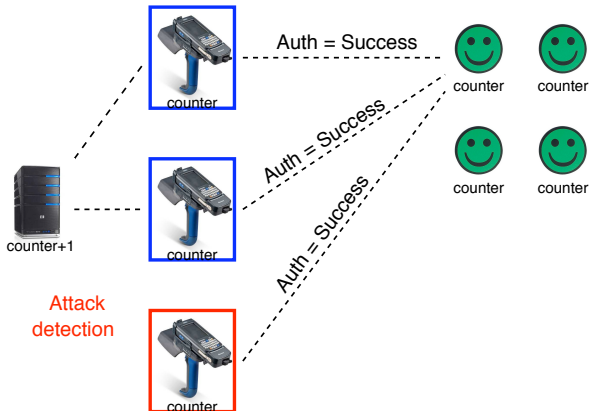 Auth = Success
counter
counter
counter
Auth = Success
counter
counter
counter
Auth = Success
counter+1
Attack
detection
counter